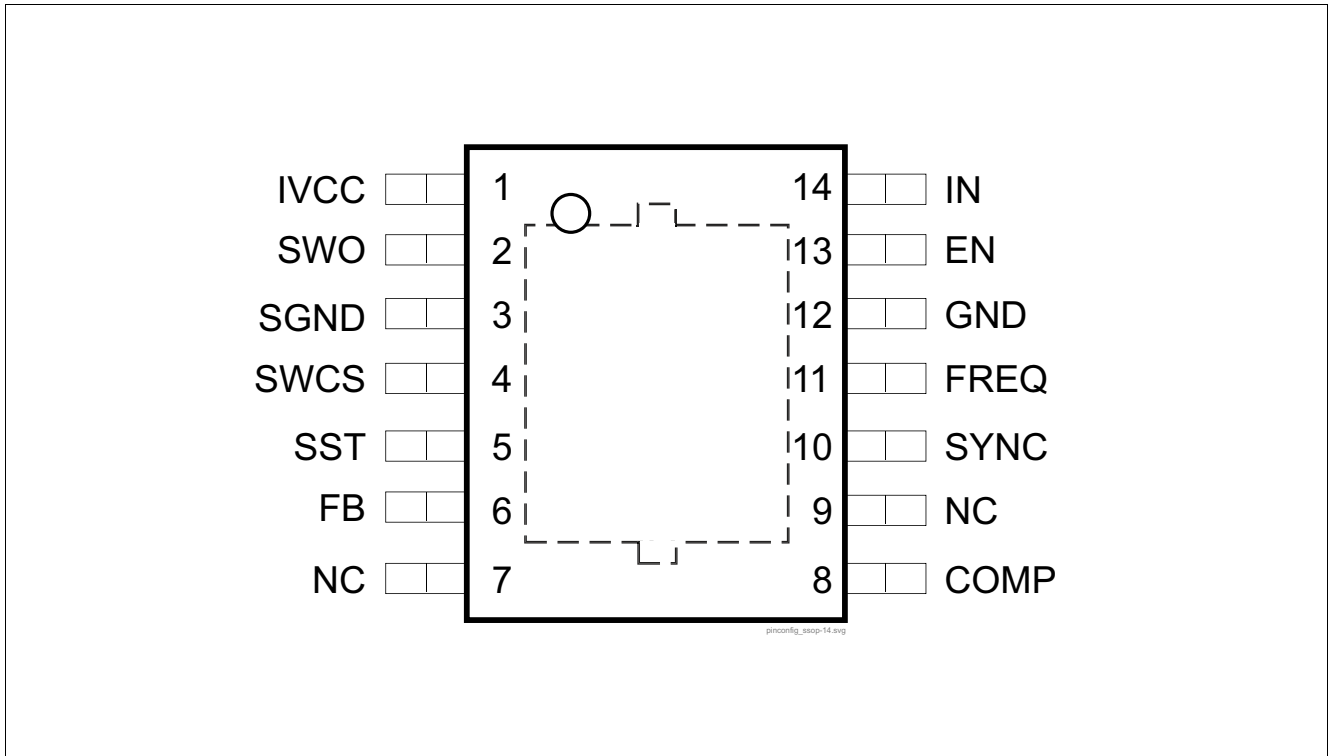 IVCC 1 14 IN
SWO 2 13 EN
SGND 3 12 GND
SWCS 4 11 FREQ
SST 5 10 SYNC
FB 6 9 NC
NC 7 8 COMP
pinconfig_ssop-14.svg